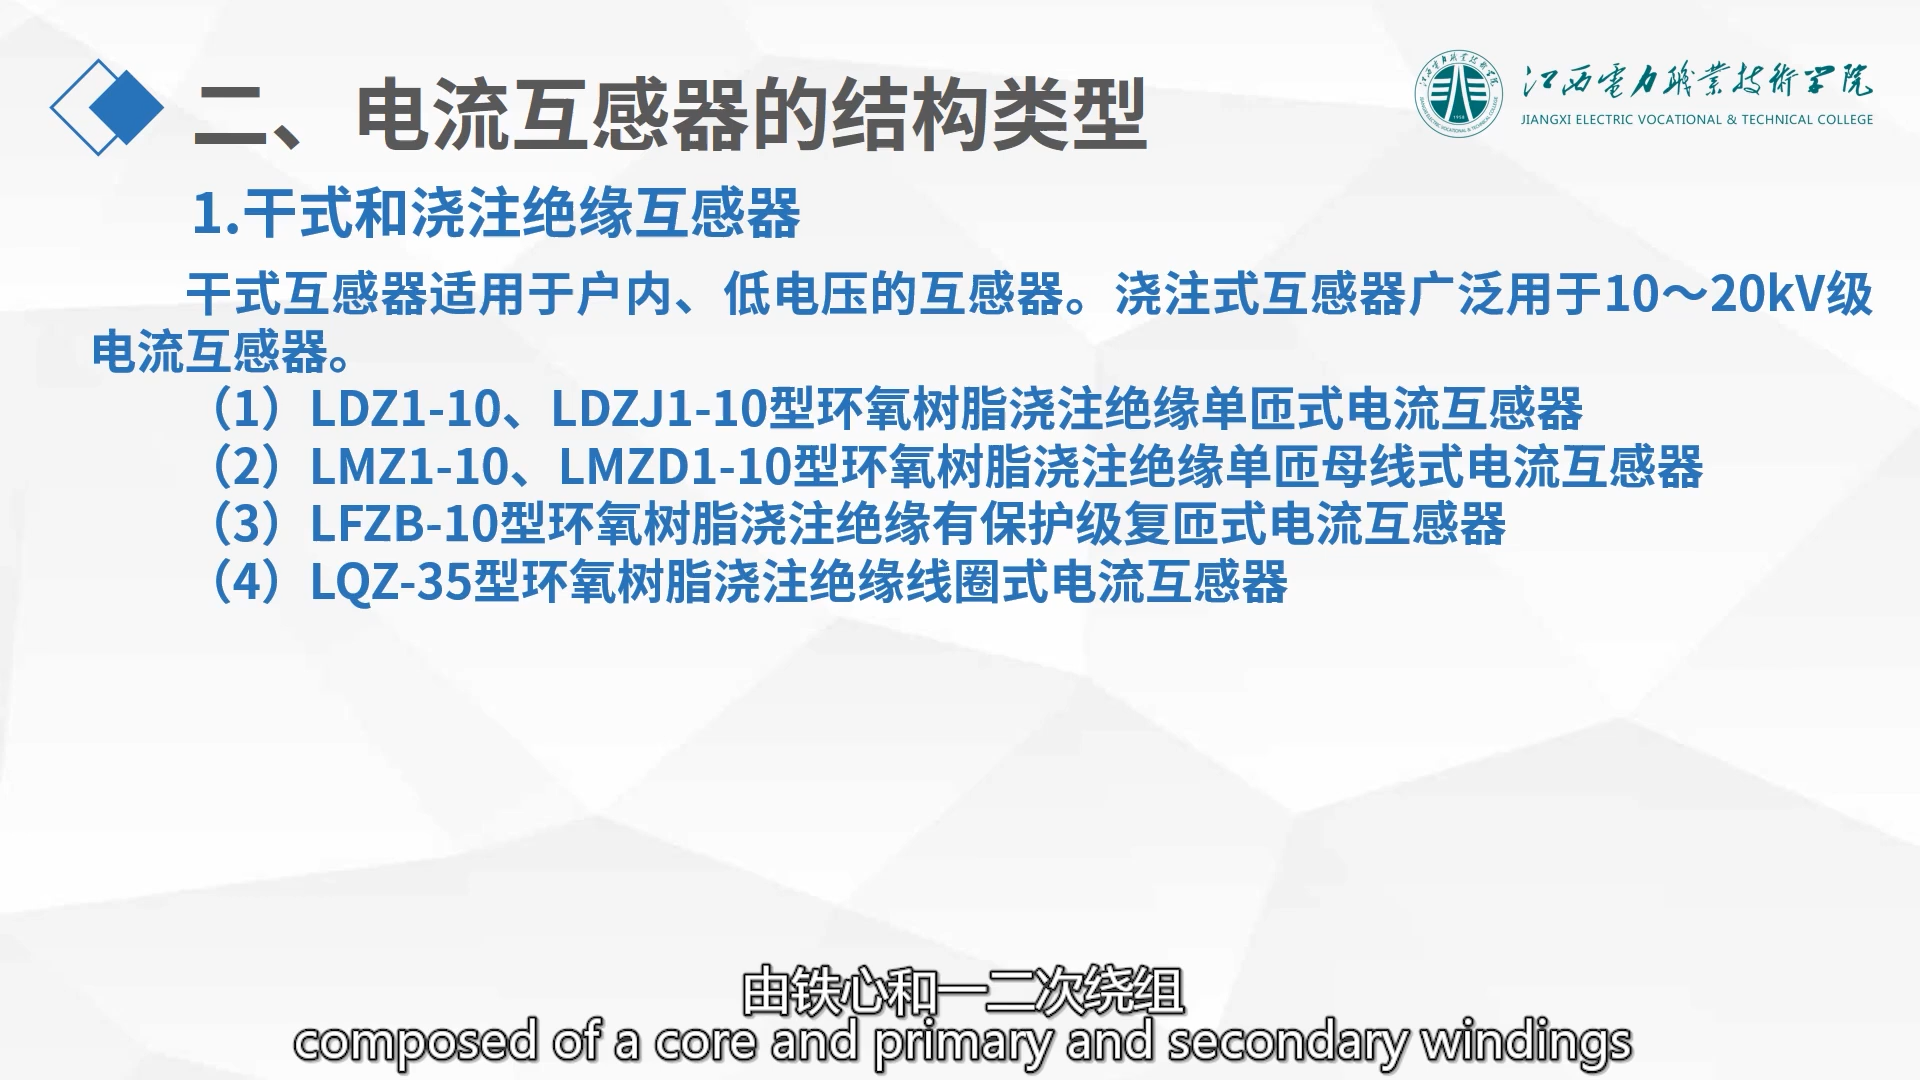 二、电流互感器的结构类型
江西電力職業技術学院
JIANGXI ELECTRIC VOCATIONAL & TECHNICAL COLLEGE
1.干式和浇注绝缘互感器
干式互感器适用于户内、低电压的互感器。浇注式互感器广泛用于10～20kV级
电流互感器。
（1）LDZ1-10、LDZJ1-10型环氧树脂浇注绝缘单匝式电流互感器
（2）LMZ1-10、LMZD1-10型环氧树脂浇注绝缘单匝母线式电流互感器
（3）LFZB-10型环氧树脂浇注绝缘有保护级复匝式电流互感器
（4）LQZ-35型环氧树脂浇注绝缘线圈式电流互感器
由铁心和一二次绕组
composed of a core and primary and secondary windings